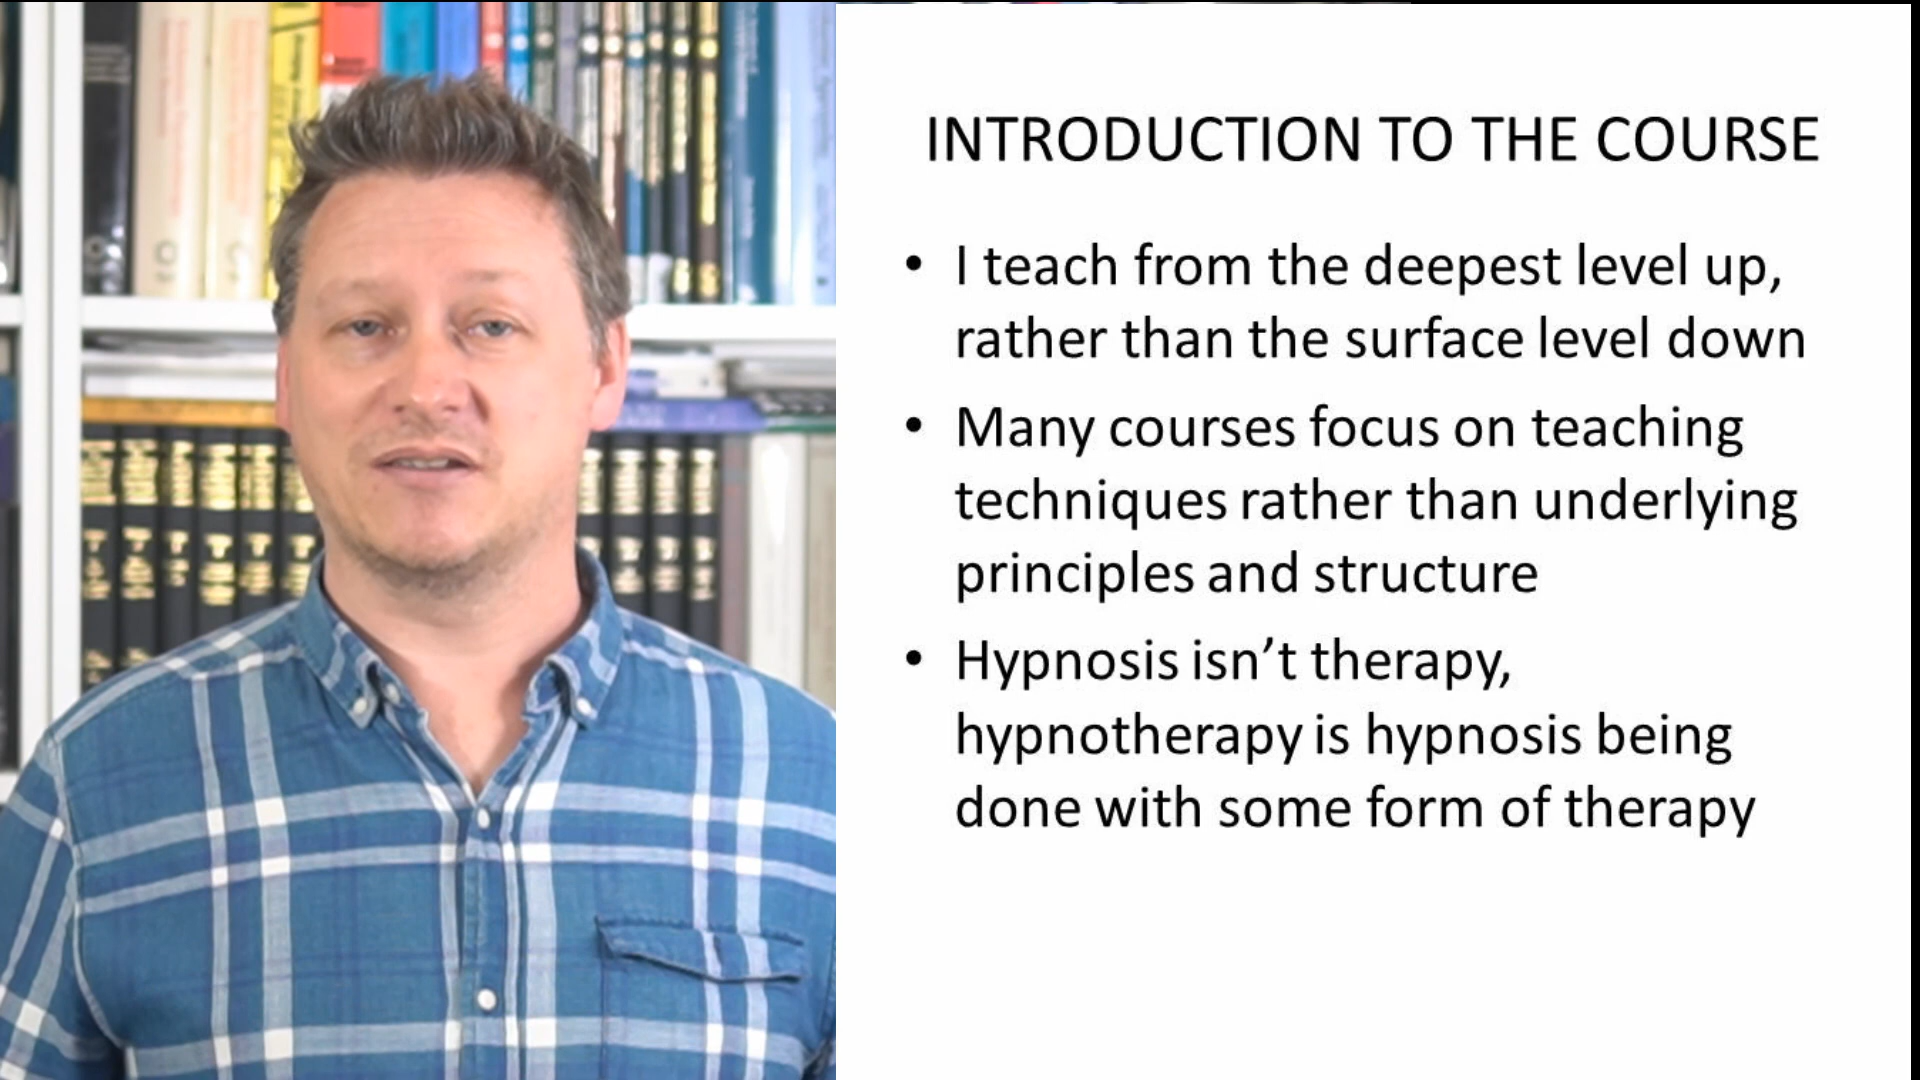 INTRODUCTION TO THE COURSE
• I teach from the deepest level up,
rather than the surface level down
• Many courses focus on teaching
techniques rather than underlying
principles and structure
• Hypnosis isn’t therapy,
hypnotherapy is hypnosis being
done with some form of therapy